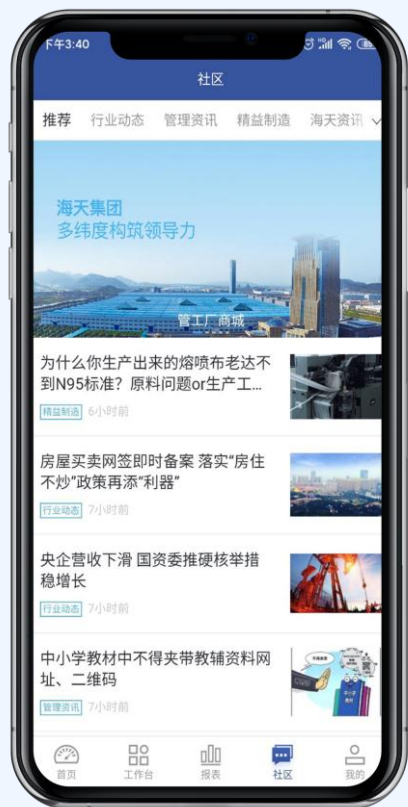 下午3:40
社区
推荐 行业动态 管理资讯 精益制造 海天资讯
海天集团
多纬度构筑领导力
管工厂商城
为什么你生产出来的熔喷布老达不
到N95标准？原料问题or生产工...
精益制造 6小时前
房屋买卖网签即时备案 落实“房住
不炒”政策再添“利器”
行业动态 7小时前
央企营收下滑 国资委推硬核举措
稳增长
行业动态 7小时前
中小学教材中不得夹带教辅资料网
址、二维码
管理资讯 7小时前
中小学
教材
首页 工作台 报表 社区 我的